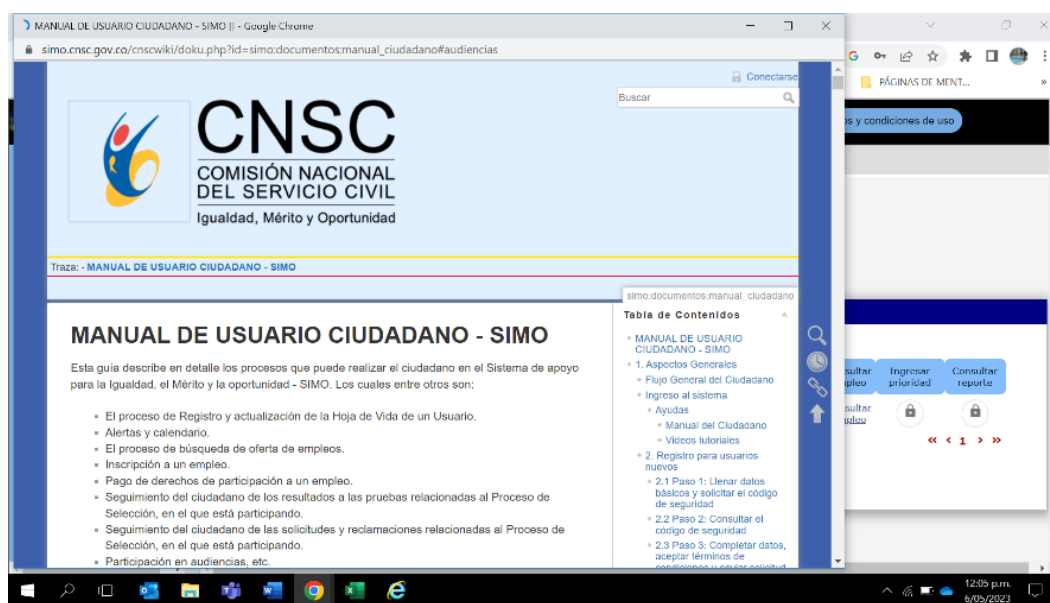 MANUAL DE USUARIO CIUDADANO - SIMO [] - Google Chrome
simo.cnsc.gov.co/cnscwiki/doku.php?id=simo:documentos:manual_ciudadano#audiencias
PÁGINAS DE MENT...
»
Conectarse
Buscar
os y condiciones de uso
CNSC
COMISIÓN NACIONAL
DEL SERVICIO CIVIL
Igualdad, Mérito y Oportunidad
Traza: - MANUAL DE USUARIO CIUDADANO - SIMO
simo:documentos:manual_ciudadano
MANUAL DE USUARIO CIUDADANO - SIMO
Esta guía describe en detalle los procesos que puede realizar el ciudadano en el Sistema de apoyo
para la Igualdad, el Mérito y la oportunidad - SIMO. Los cuales entre otros son:
El proceso de Registro y actualización de la Hoja de Vida de un Usuario.
Alertas y calendario.
El proceso de búsqueda de oferta de empleos.
Inscripción a un empleo.
Pago de derechos de participación a un empleo.
Seguimiento del ciudadano de los resultados a las pruebas relacionadas al Proceso de
Selección, en el que está participando.
Seguimiento del ciudadano de las solicitudes y reclamaciones relacionadas al Proceso de
Selección, en el que está participando.
Participación en audiencias, etc.
Tabla de Contenidos
MANUAL DE USUARIO
CIUDADANO - SIMO
1. Aspectos Generales
Flujo General del Ciudadano
Ingreso al sistema
Ayudas
Manual del Ciudadano
Videos tutoriales
2. Registro para usuarios
nuevos
2.1 Paso 1: Llenar datos
básicos y solicitar el código
de seguridad
2.2 Paso 2: Consultar el
código de seguridad
2.3 Paso 3: Completar datos,
aceptar términos de
condiciones y enviar solicitud
sultar
pleo
Ingresar
prioridad
Consultar
reporte
sultar
pleo
« ‹ 1 › »
12:05 p.m.
6/05/2023